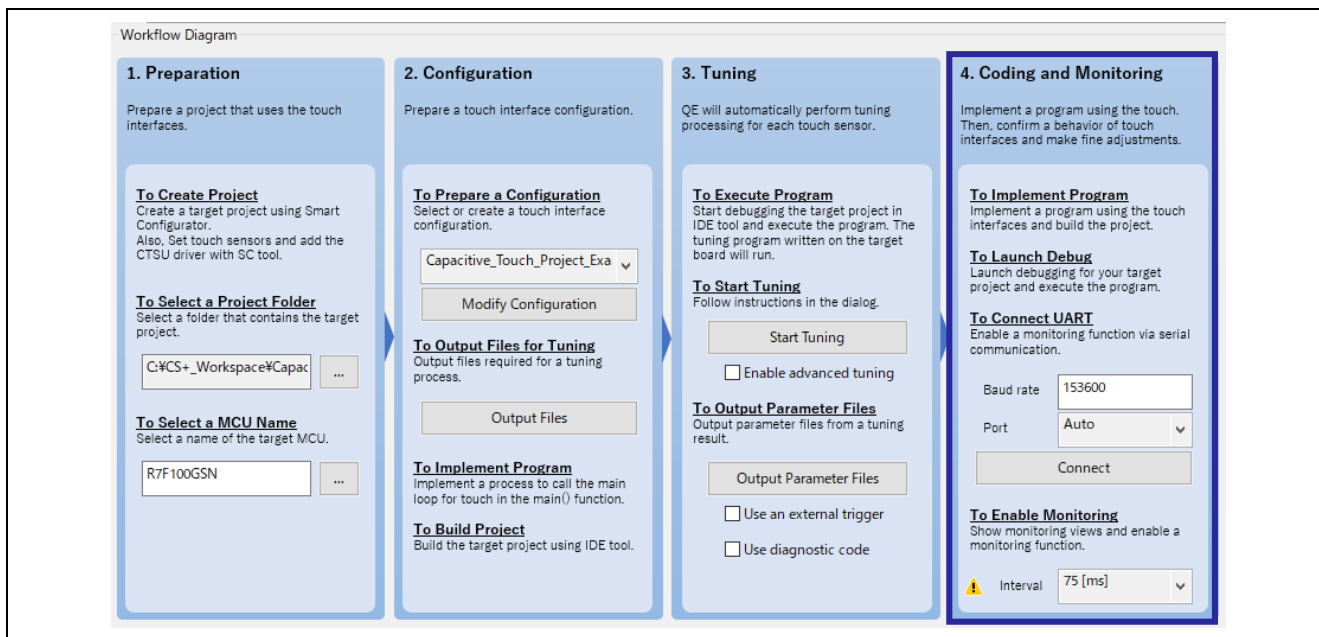 Workflow Diagram
1. Preparation
Prepare a project that uses the touch
interfaces.
To Create Project
Create a target project using Smart
Configurator.
Also, Set touch sensors and add the
CTSU driver with SC tool.
To Select a Project Folder
Select a folder that contains the target
project.
C:¥CS+_Workspace¥Capac
...
To Select a MCU Name
Select a name of the target MCU.
R7F100GSN
...
2. Configuration
Prepare a touch interface configuration.
To Prepare a Configuration
Select or create a touch interface
configuration.
Capacitive_Touch_Project_Exa
Modify Configuration
To Output Files for Tuning
Output files required for a tuning
process.
Output Files
To Implement Program
Implement a process to call the main
loop for touch in the main() function.
To Build Project
Build the target project using IDE tool.
3. Tuning
QE will automatically perform tuning
processing for each touch sensor.
To Execute Program
Start debugging the target project in
IDE tool and execute the program. The
tuning program written on the target
board will run.
To Start Tuning
Follow instructions in the dialog.
Start Tuning
Enable advanced tuning
To Output Parameter Files
Output parameter files from a tuning
result.
Output Parameter Files
Use an external trigger
Use diagnostic code
4. Coding and Monitoring
Implement a program using the touch.
Then, confirm a behavior of touch
interfaces and make fine adjustments.
To Implement Program
Implement a program using the touch
interfaces and build the project.
To Launch Debug
Launch debugging for your target
project and execute the program.
To Connect UART
Enable a monitoring function via serial
communication.
Baud rate 153600
Port Auto
Connect
To Enable Monitoring
Show monitoring views and enable a
monitoring function.
Interval 75 [ms]